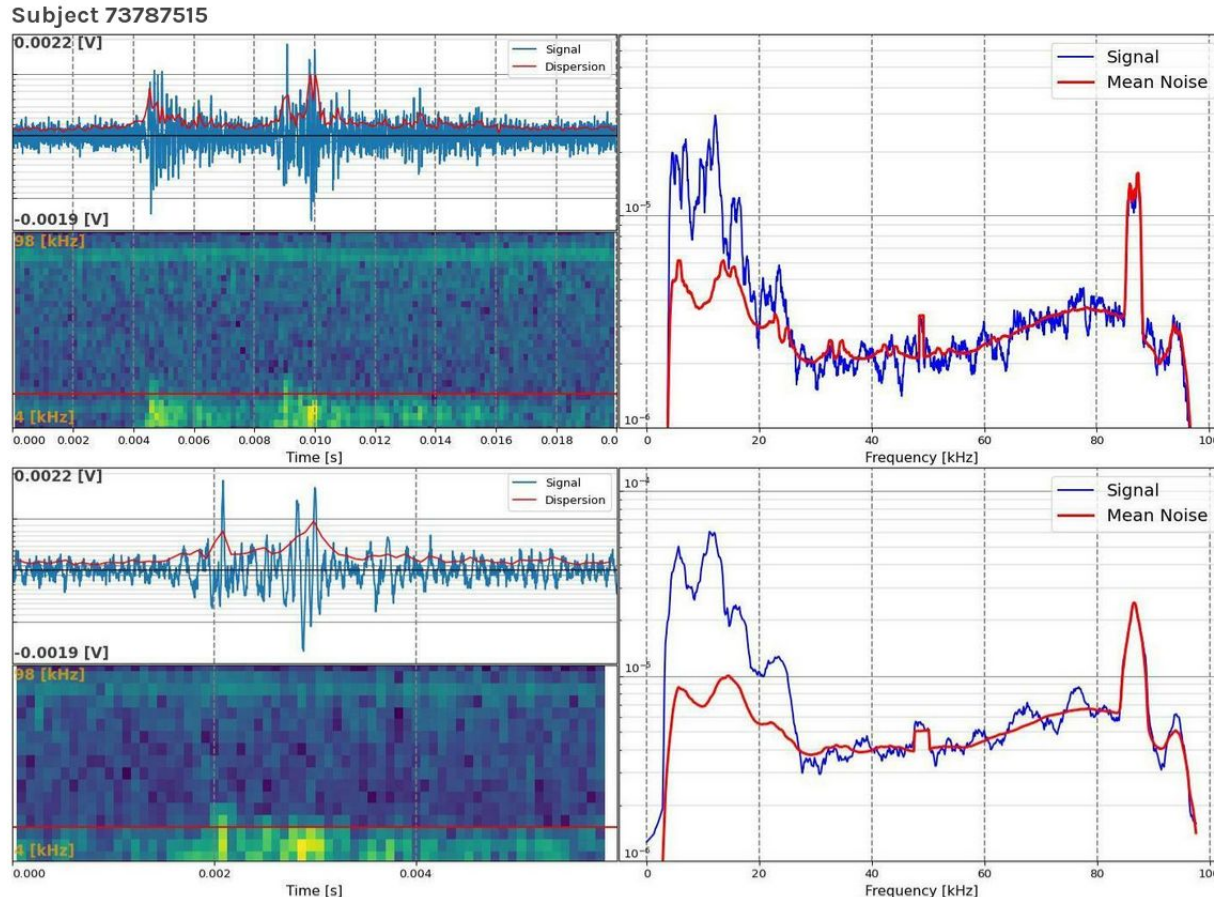 Subject 73787515
0.0022 [V]
Signal
Dispersion
-0.0019 [V]
98 [kHz]
4 [kHz]
0.000 0.002 0.004 0.006 0.008 0.010 0.012 0.014 0.016 0.018 0.0
Time [s]
Signal
Mean Noise
10-5
10-6
0 20 40 60 80 100
Frequency [kHz]
0.0022 [V]
Signal
Dispersion
-0.0019 [V]
98 [kHz]
4 [kHz]
0.000 0.002 0.004
Time [s]
Signal
Mean Noise
10-4
10-5
10-6
0 20 40 60 80 100
Frequency [kHz]